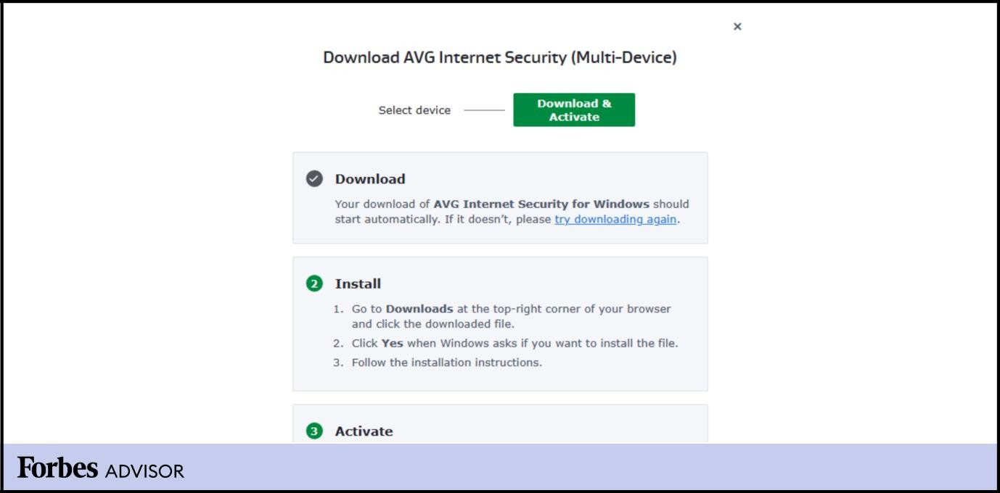 ×
Download AVG Internet Security (Multi-Device)
Select device
Download &
Activate
Download
Your download of AVG Internet Security for Windows should
start automatically. If it doesn’t, please try downloading again.
2 Install
1. Go to Downloads at the top-right corner of your browser
and click the downloaded file.
2. Click Yes when Windows asks if you want to install the file.
3. Follow the installation instructions.
3 Activate
Forbes ADVISOR